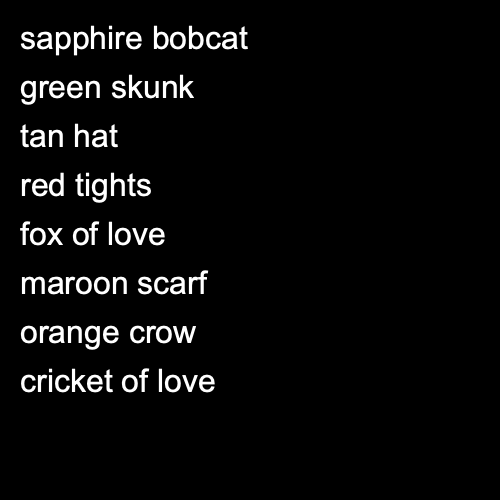 sapphire bobcat
green skunk
tan hat
red tights
fox of love
maroon scarf
orange crow
cricket of love